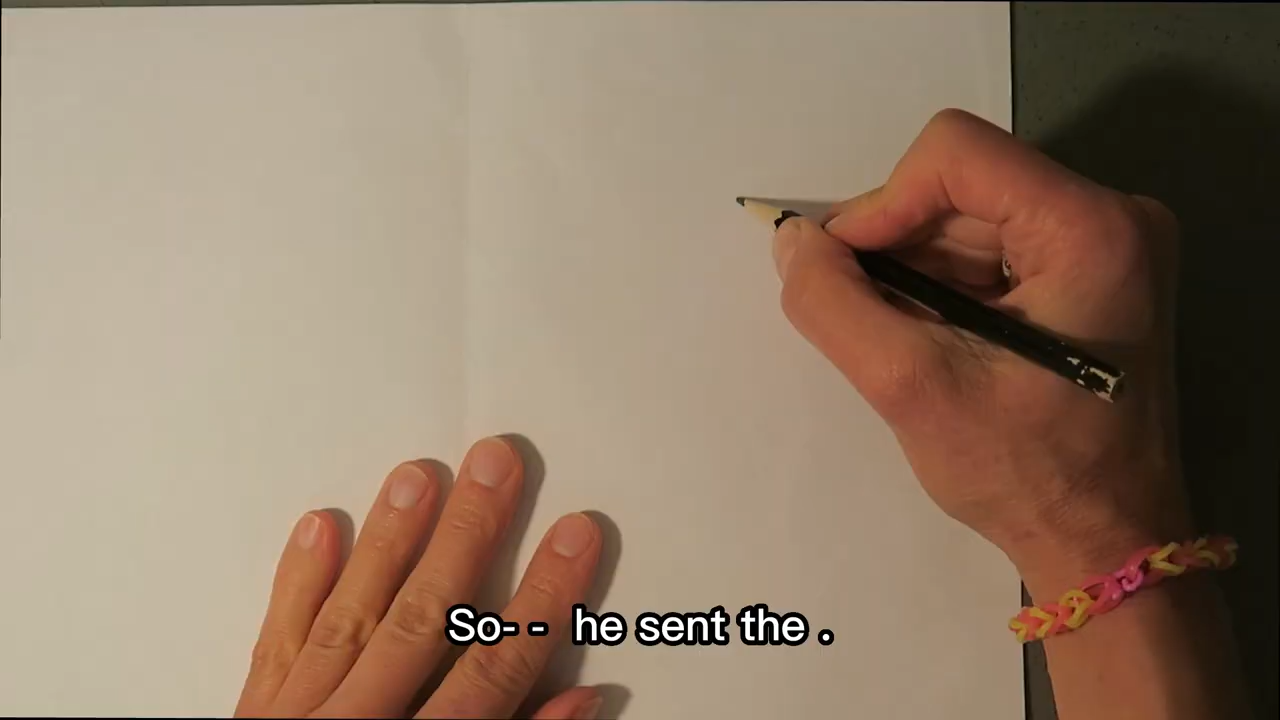 So- - he sent the .